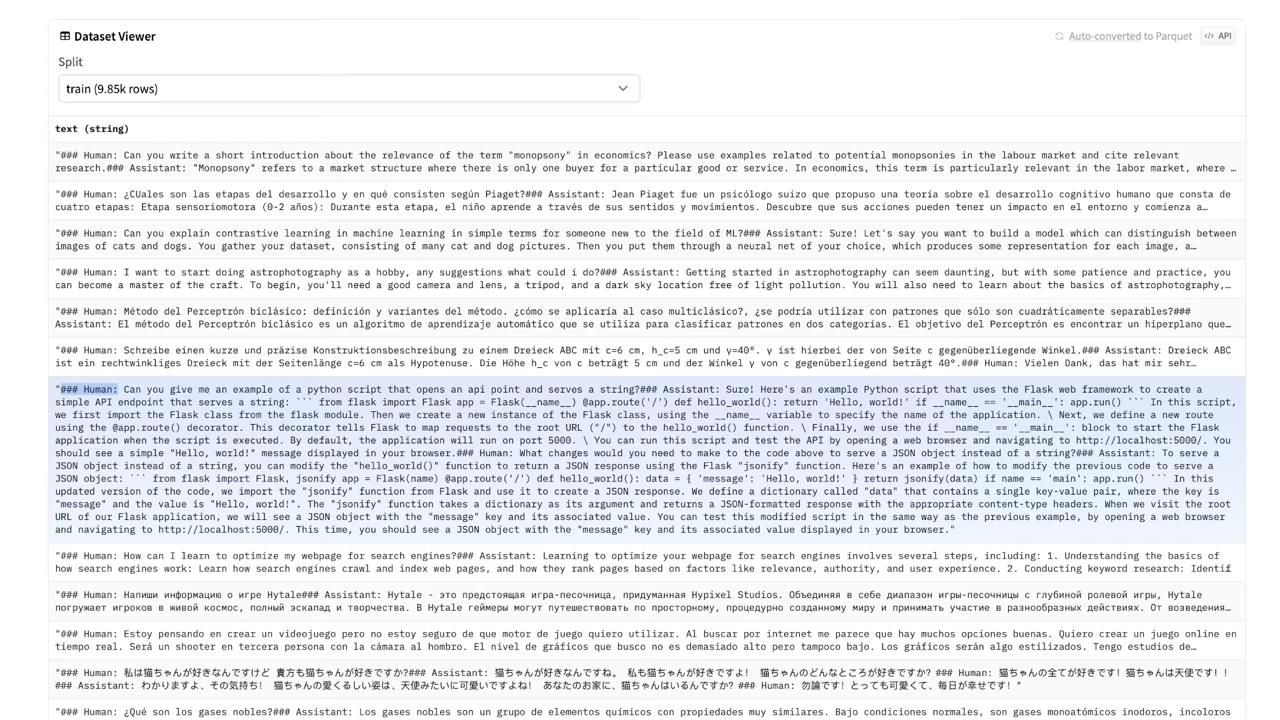 Dataset Viewer
Auto-converted to Parquet
</> API
Split
train (9.85k rows)
text (string)
"### Human: Can you write a short introduction about the relevance of the term "monopsony" in economics? Please use examples related to potential monopsonies in the labour market and cite relevant
research.### Assistant: "Monopsony" refers to a market structure where there is only one buyer for a particular good or service. In economics, this term is particularly relevant in the labor market, where …
"### Human: ¿CUales son las etapas del desarrollo y en qué consisten según Piaget?### Assistant: Jean Piaget fue un psicólogo suizo que propuso una teoría sobre el desarrollo cognitivo humano que consta de
cuatro etapas: Etapa sensoriomotora (0-2 años): Durante esta etapa, el niño aprende a través de sus sentidos y movimientos. Descubre que sus acciones pueden tener un impacto en el entorno y comienza a…
"### Human: Can you explain contrastive learning in machine learning in simple terms for someone new to the field of ML?### Assistant: Sure! Let's say you want to build a model which can distinguish between
images of cats and dogs. You gather your dataset, consisting of many cat and dog pictures. Then you put them through a neural net of your choice, which produces some representation for each image, a…
"### Human: I want to start doing astrophotography as a hobby, any suggestions what could i do?### Assistant: Getting started in astrophotography can seem daunting, but with some patience and practice, you
can become a master of the craft. To begin, you'll need a good camera and lens, a tripod, and a dark sky location free of light pollution. You will also need to learn about the basics of astrophotography,…
"### Human: Método del Perceptrón biclásico: definición y variantes del método. ¿cómo se aplicaría al caso multiclásico?, ¿se podría utilizar con patrones que sólo son cuadráticamente separables?###
Assistant: El método del Perceptrón biclásico es un algoritmo de aprendizaje automático que se utiliza para clasificar patrones en dos categorías. El objetivo del Perceptrón es encontrar un hiperplano que…
"### Human: Schreibe einen kurze und präzise Konstruktionsbeschreibung zu einem Dreieck ABC mit c=6 cm, h_c=5 cm und γ=40°. γ ist hierbei der von Seite c gegenüberliegende Winkel.### Assistant: Dreieck ABC
ist ein rechtwinkliges Dreieck mit der Seitenlänge c=6 cm als Hypotenuse. Die Höhe h_c von c beträgt 5 cm und der Winkel γ von c gegenüberliegend beträgt 40°.### Human: Vielen Dank, das hat mir sehr…
"### Human: Can you give me an example of a python script that opens an api point and serves a string?### Assistant: Sure! Here's an example Python script that uses the Flask web framework to create a
simple API endpoint that serves a string: ``` from flask import Flask app = Flask(__name__) @app.route('/') def hello_world(): return 'Hello, world!' if __name__ == '__main__': app.run() ``` In this script,
we first import the Flask class from the flask module. Then we create a new instance of the Flask class, using the __name__ variable to specify the name of the application. \ Next, we define a new route
using the @app.route() decorator. This decorator tells Flask to map requests to the root URL ("/") to the hello_world() function. \ Finally, we use the if __name__ == '__main__': block to start the Flask
application when the script is executed. By default, the application will run on port 5000. \ You can run this script and test the API by opening a web browser and navigating to http://localhost:5000/. You
should see a simple "Hello, world!" message displayed in your browser.### Human: What changes would you need to make to the code above to serve a JSON object instead of a string?### Assistant: To serve a
JSON object instead of a string, you can modify the "hello_world()" function to return a JSON response using the Flask "jsonify" function. Here's an example of how to modify the previous code to serve a
JSON object: ``` from flask import Flask, jsonify app = Flask(name) @app.route('/') def hello_world(): data = { 'message': 'Hello, world!' } return jsonify(data) if name == 'main': app.run() ``` In this
updated version of the code, we import the "jsonify" function from Flask and use it to create a JSON response. We define a dictionary called "data" that contains a single key-value pair, where the key is
"message" and the value is "Hello, world!". The "jsonify" function takes a dictionary as its argument and returns a JSON-formatted response with the appropriate content-type headers. When we visit the root
URL of our Flask application, we will see a JSON object with the "message" key and its associated value. You can test this modified script in the same way as the previous example, by opening a web browser
and navigating to http://localhost:5000/. This time, you should see a JSON object with the "message" key and its associated value displayed in your browser."
"### Human: How can I learn to optimize my webpage for search engines?### Assistant: Learning to optimize your webpage for search engines involves several steps, including: 1. Understanding the basics of
how search engines work: Learn how search engines crawl and index web pages, and how they rank pages based on factors like relevance, authority, and user experience. 2. Conducting keyword research: Identif
"### Human: Напиши информацию о игре Hytale### Assistant: Hytale - это предстоящая игра-песочница, придуманная Hypixel Studios. Объединяя в себе диапазон игры-песочницы с глубиной ролевой игры, Hytale
погружает игроков в живой космос, полный эскапад и творчества. В Hytale геймеры могут путешествовать по просторному, процедурно созданному миру и принимать участие в разнообразных действиях. От возведения…
"### Human: Estoy pensando en crear un videojuego pero no estoy seguro de que motor de juego quiero utilizar. Al buscar por internet me parece que hay muchos opciones buenas. Quiero crear un juego online en
tiempo real. Será un shooter en tercera persona con la cámara al hombro. El nivel de gráficos que busco no es demasiado alto pero tampoco bajo. Los gráficos serán algo estilizados. Tengo estudios de…
"### Human: 私は猫ちゃんが好きなんですけど 貴方も猫ちゃんが好きですか?### Assistant: 猫ちゃんが好きなんですね。 私も猫ちゃんが好きですよ! 猫ちゃんのどんなところが好きですか? ### Human: 猫ちゃんの全てが好きです! 猫ちゃんは天使です!!
### Assistant: わかりますよ、その気持ち! 猫ちゃんの愛くるしい姿は、天使みたいに可愛いですよね! あなたのお家に、猫ちゃんはいるんですか? ### Human: 勿論です! とっても可愛くて、毎日が幸せです!"
"### Human: ¿Qué son los gases nobles?### Assistant: Los gases nobles son un grupo de elementos químicos con propiedades muy similares. Bajo condiciones normales, son gases monoatómicos inodoros, incoloros